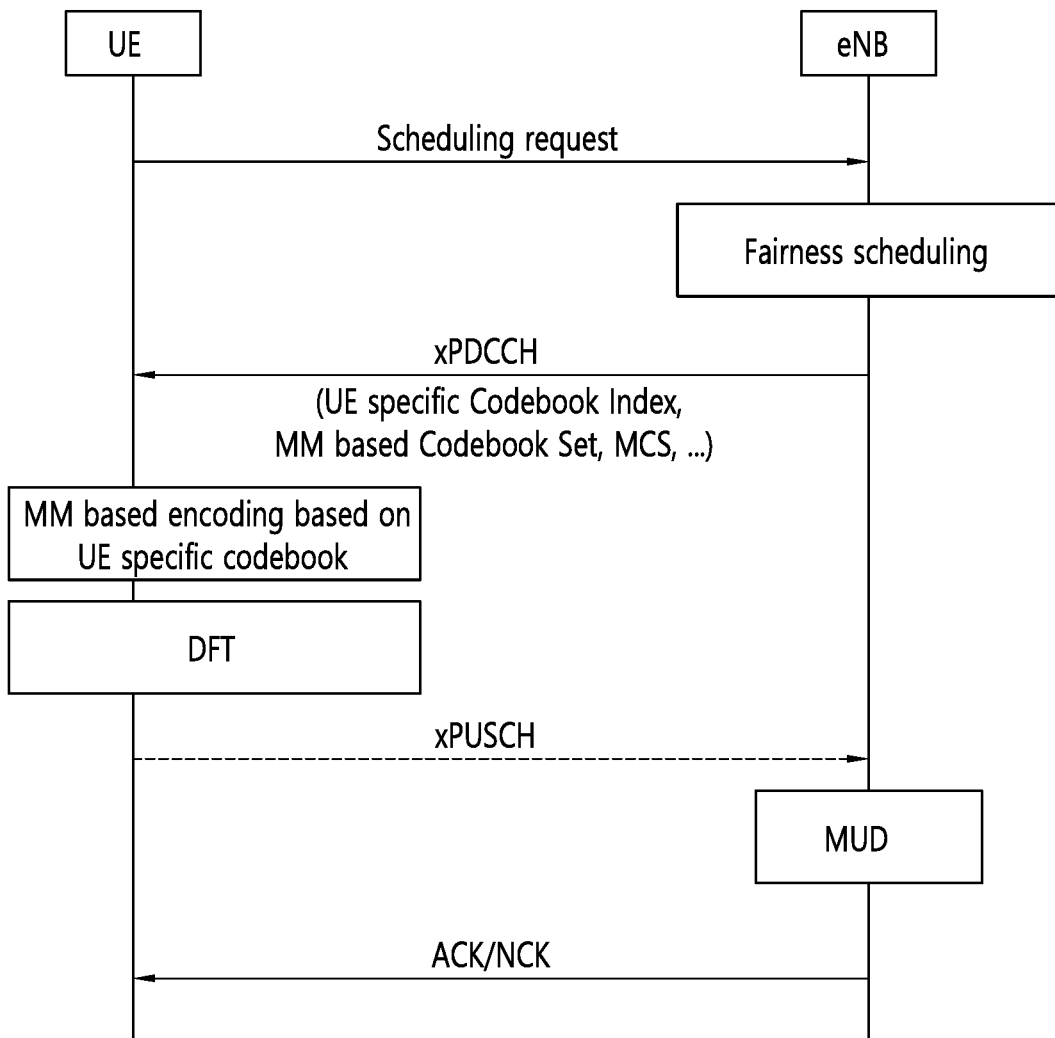 UE
eNB
Scheduling request
Fairness scheduling
xPDCCH
(UE specific Codebook Index,
MM based Codebook Set, MCS, ...)
MM based encoding based on
UE specific codebook
DFT
xPUSCH
MUD
ACK/NCK